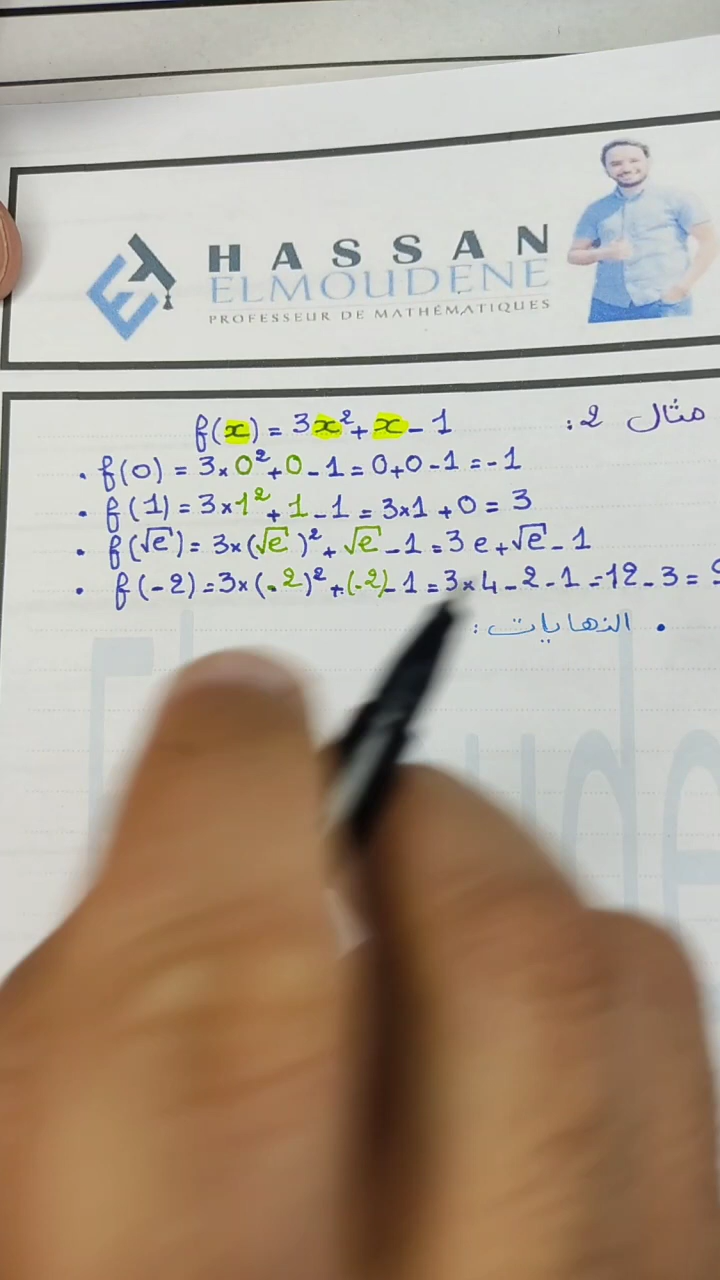 HASSAN
ELMOUDENE
PROFESSEUR DE MATHÉMATIQUES
مثال 2:
f(x) = 3x²+x-1
• f(0) = 3×0²+0-1=0+0-1=-1
• f(1) = 3×1²+1-1=3×1+0=3
• f(√e)=3×(√e)²+√e-1=3e+√e-1
• f(-2)=3×(-2)²+(-2)-1=3×4-2-1=12-3=9
• النهايات: